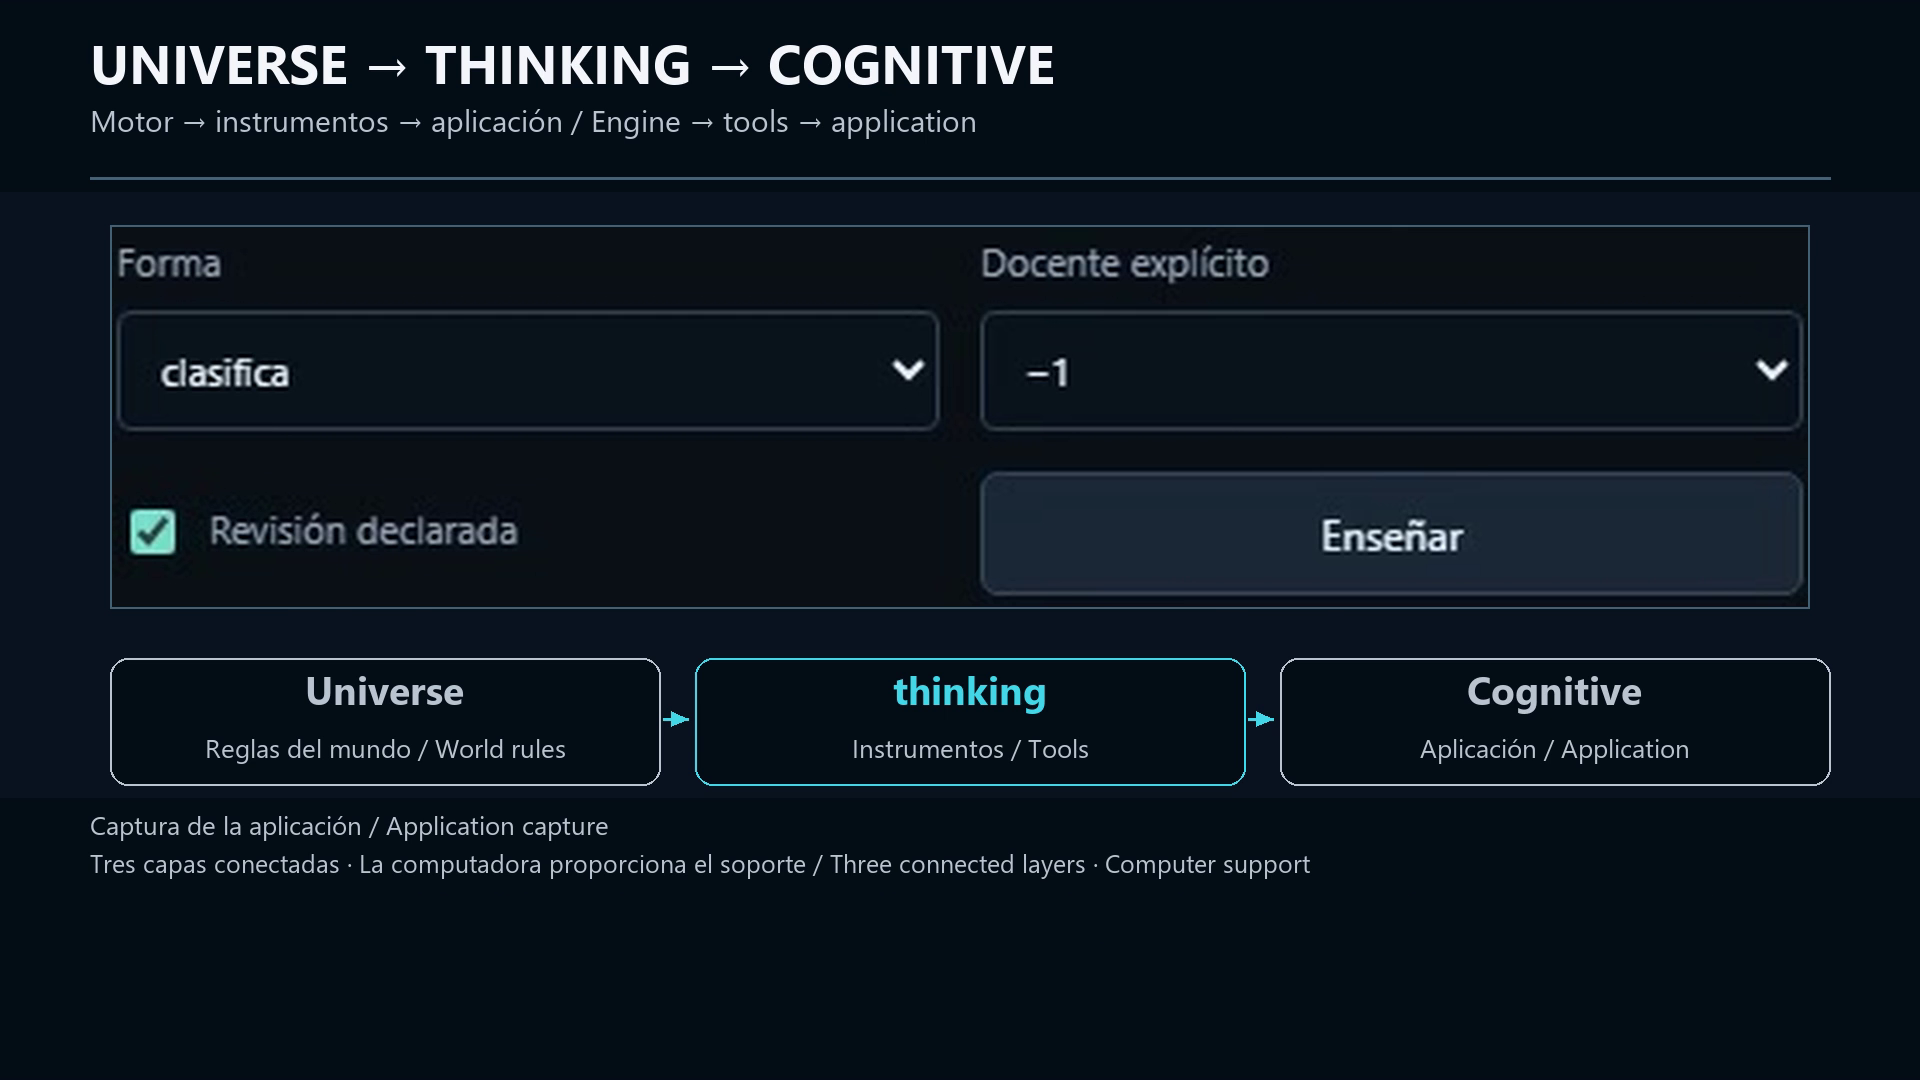 UNIVERSE → THINKING → COGNITIVE
Motor → instrumentos → aplicación / Engine → tools → application
Forma
Docente explícito
clasifica
−1
Revisión declarada
Enseñar
Universe
Reglas del mundo / World rules
thinking
Instrumentos / Tools
Cognitive
Aplicación / Application
Captura de la aplicación / Application capture
Tres capas conectadas · La computadora proporciona el soporte / Three connected layers · Computer support